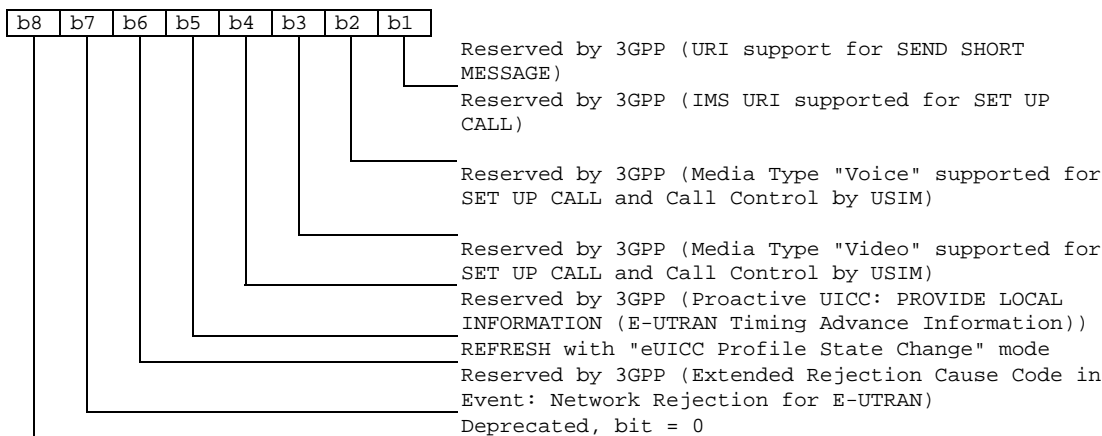 b8 b7 b6 b5 b4 b3 b2 b1
Reserved by 3GPP (URI support for SEND SHORT
MESSAGE)
Reserved by 3GPP (IMS URI supported for SET UP
CALL)
Reserved by 3GPP (Media Type "Voice" supported for
SET UP CALL and Call Control by USIM)
Reserved by 3GPP (Media Type "Video" supported for
SET UP CALL and Call Control by USIM)
Reserved by 3GPP (Proactive UICC: PROVIDE LOCAL
INFORMATION (E-UTRAN Timing Advance Information))
REFRESH with "eUICC Profile State Change" mode
Reserved by 3GPP (Extended Rejection Cause Code in
Event: Network Rejection for E-UTRAN)
Deprecated, bit = 0